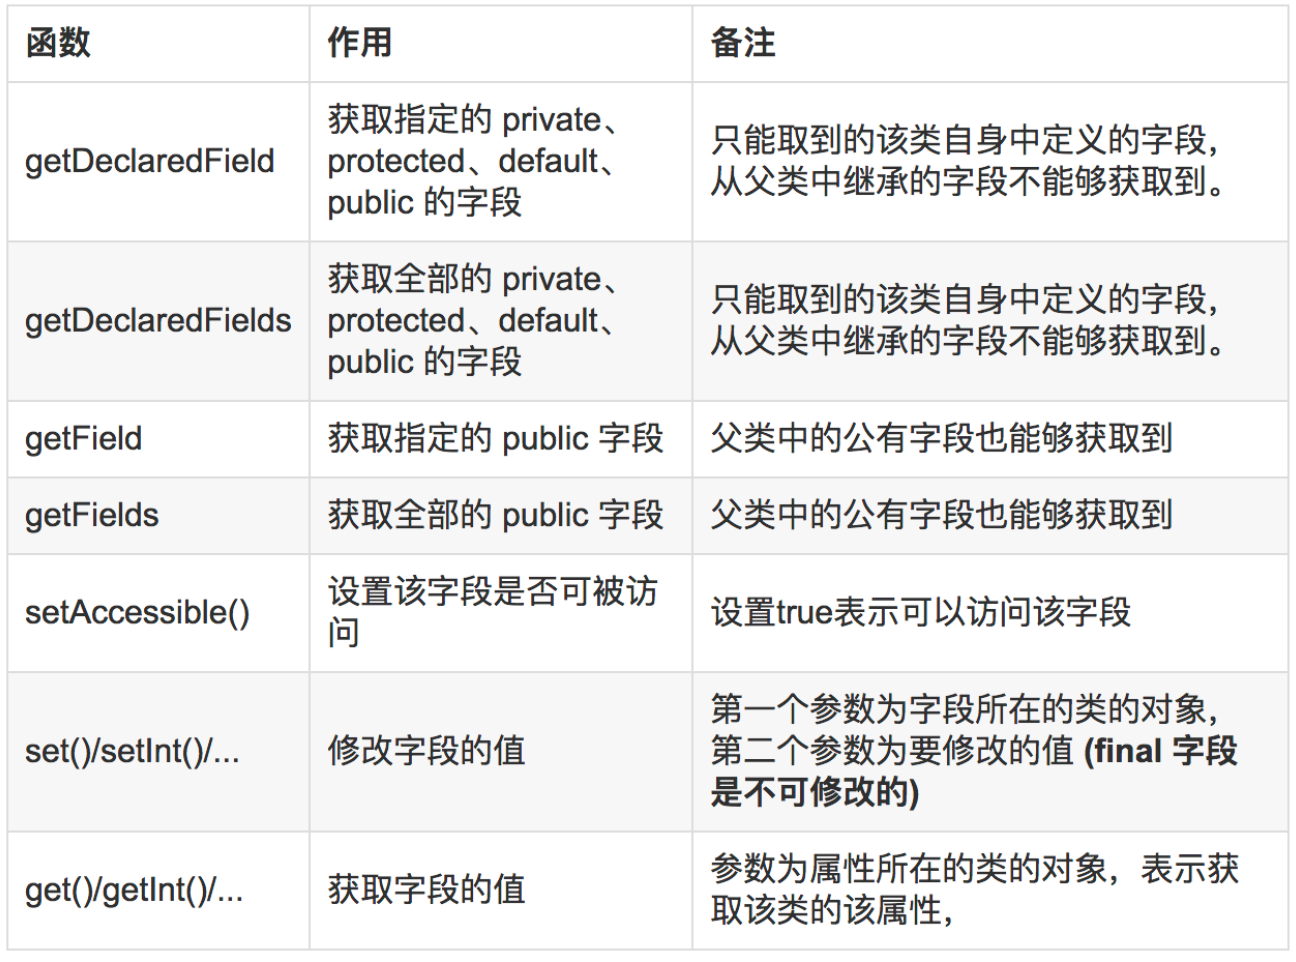 函数 作用 备注
获取指定的 private、
getDeclaredField protected、default、
public 的字段
只能取到的该类自身中定义的字段，
从父类中继承的字段不能够获取到。
获取全部的 private、
getDeclaredFields protected、default、
public 的字段
只能取到的该类自身中定义的字段，
从父类中继承的字段不能够获取到。
getField 获取指定的 public 字段 父类中的公有字段也能够获取到
getFields 获取全部的 public 字段 父类中的公有字段也能够获取到
setAccessible()
设置该字段是否可被访
问
设置true表示可以访问该字段
set()/setInt()/...
修改字段的值
第一个参数为字段所在的类的对象，
第二个参数为要修改的值 (final 字段
是不可修改的)
get()/getInt()/...
获取字段的值
参数为属性所在的类的对象，表示获
取该类的该属性，